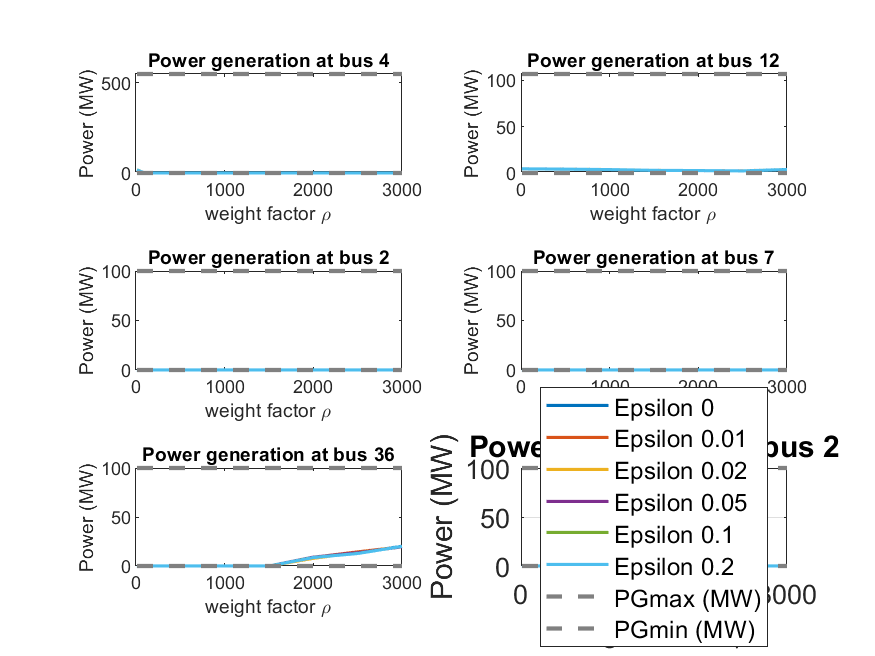 Power generation at bus 4
Power (MW)
500
0
0 1000 2000 3000
weight factor ρ
Power generation at bus 12
Power (MW)
100
50
0
0 1000 2000 3000
weight factor ρ
Power generation at bus 2
Power (MW)
100
50
0
0 1000 2000 3000
weight factor ρ
Power generation at bus 7
Power (MW)
100
50
0
0 1000 2000 3000
Power generation at bus 36
Power (MW)
100
50
0
0 1000 2000 3000
weight factor ρ
bus 2
Power (MW)
100
50
0
0
Epsilon 0
Epsilon 0.01
Epsilon 0.02
Epsilon 0.05
Epsilon 0.1
Epsilon 0.2
PGmax (MW)
PGmin (MW)